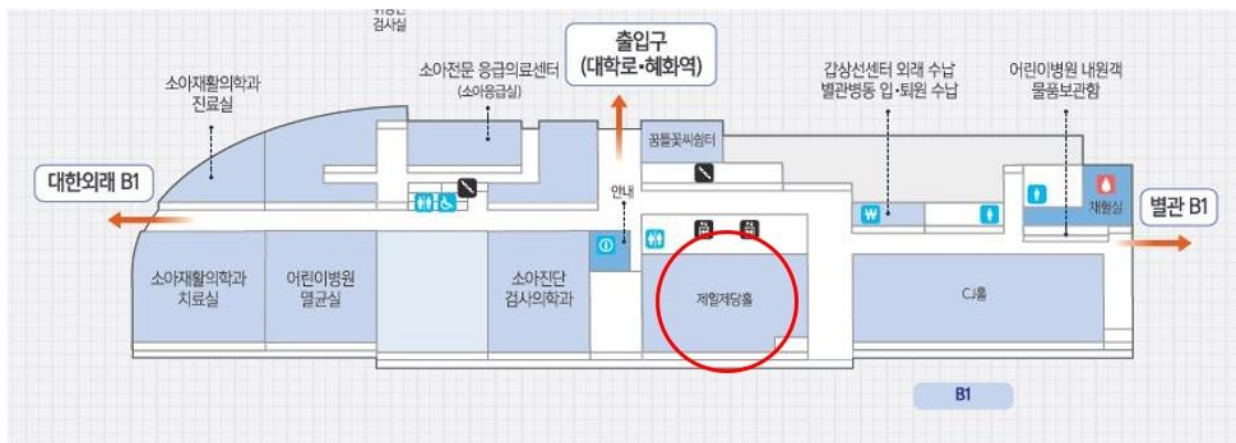 검사실
출입구
(대학로·혜화역)
소아전문 응급의료센터
(소아응급실)
소아재활의학과
진료실
갑상선센터 외래 수납
별관병동 입·퇴원 수납
어린이병원 내원객
물품보관함
꿈틀꽃씨쉼터
대한외래 B1
안내
채혈실
별관 B1
소아재활의학과
치료실
어린이병원
멸균실
소아진단
검사의학과
제일제당홀
CJ홀
B1